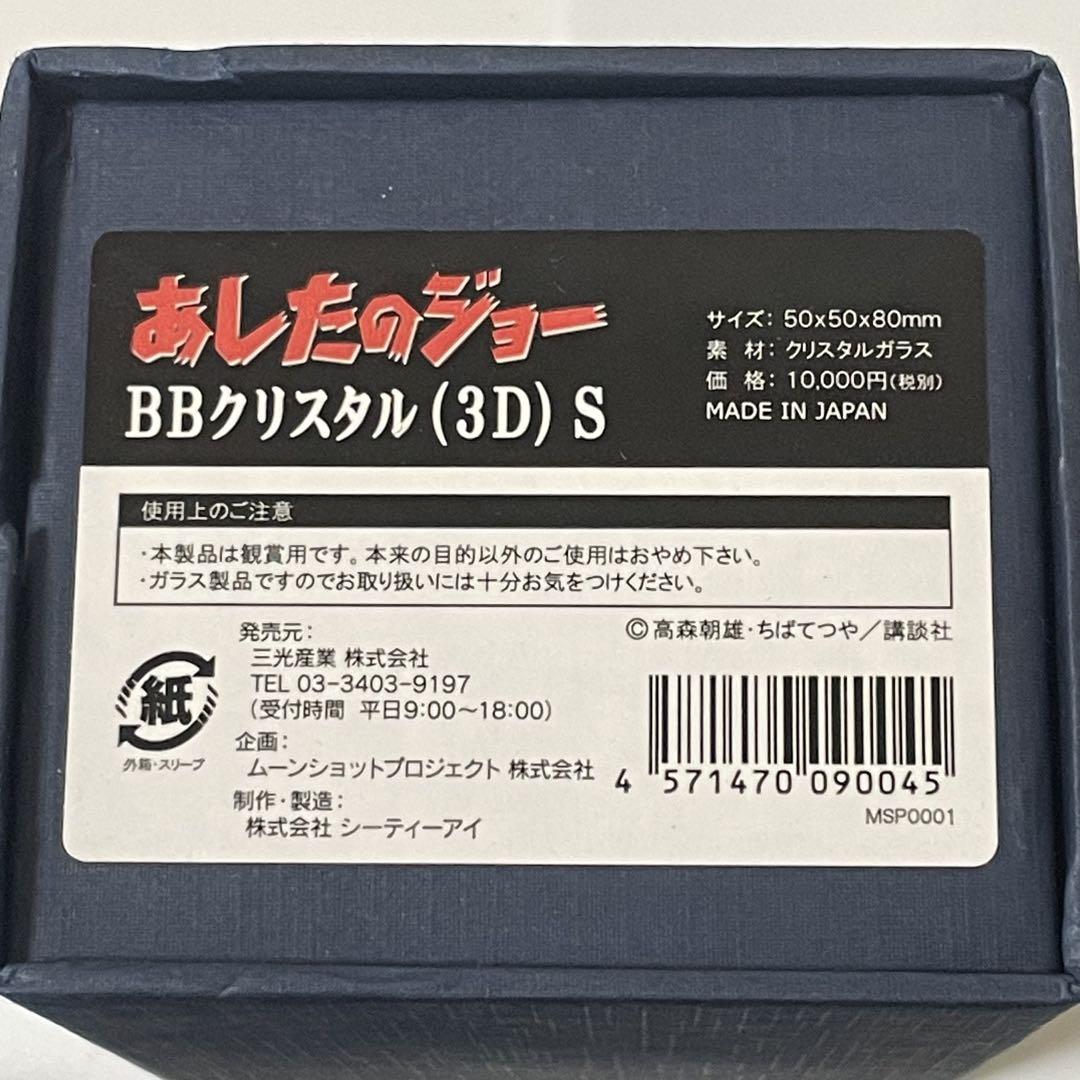 あしたのジョー
BBクリスタル(3D) S
サイズ: 50x50x80mm
素 材: クリスタルガラス
価 格: 10,000円(税別)
MADE IN JAPAN
使用上のご注意
・本製品は観賞用です。本来の目的以外のご使用はおやめ下さい。
・ガラス製品ですのでお取り扱いには十分お気をつけください。
紙
外箱・スリーブ
発売元:
三光産業 株式会社
TEL 03-3403-9197
(受付時間 平日9:00〜18:00)
企画:
ムーンショットプロジェクト 株式会社
制作・製造:
株式会社 シーティーアイ
©高森朝雄・ちばてつや/講談社
4 571470 090045
MSP0001